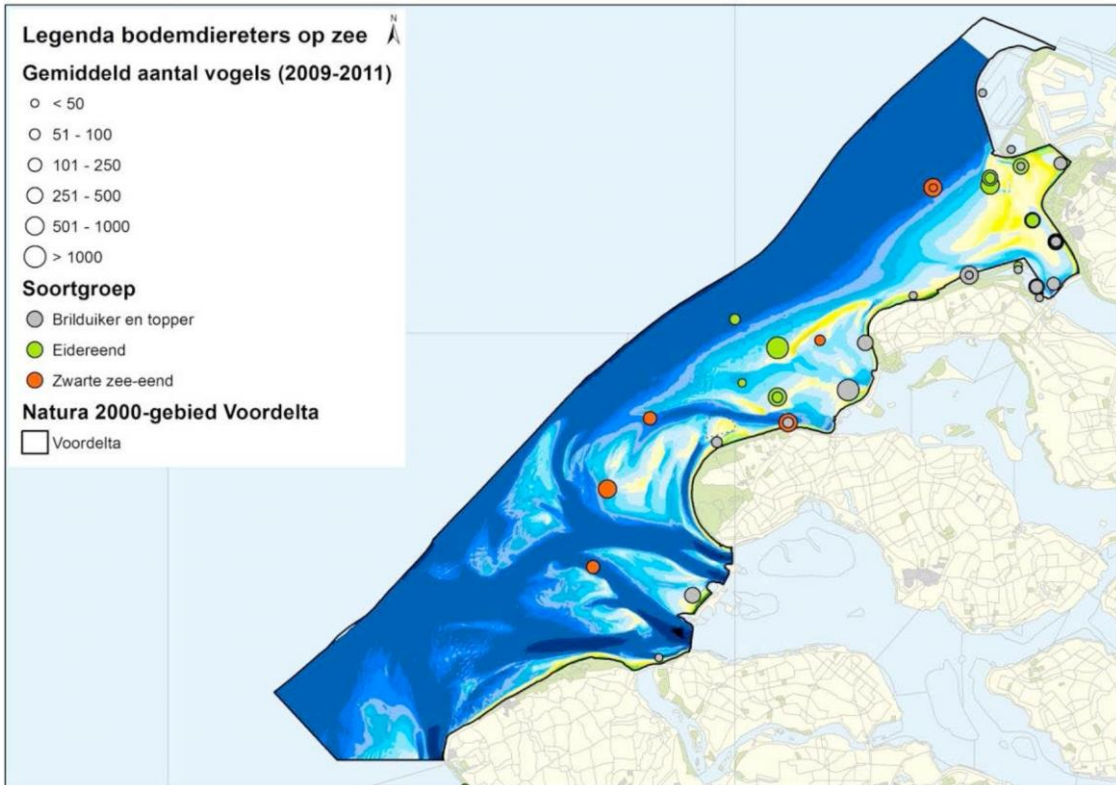 Legenda bodemdiereters op zee
N
Gemiddeld aantal vogels (2009-2011)
< 50
51 - 100
101 - 250
251 - 500
501 - 1000
> 1000
Soortgroep
Brilduiker en topper
Eidereend
Zwarte zee-eend
Natura 2000-gebied Voordelta
Voordelta